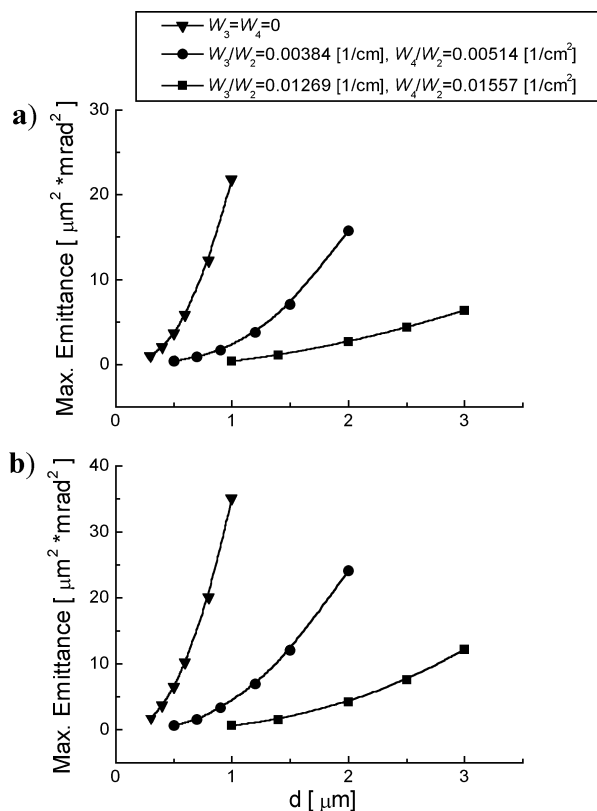 W3=W4=0
W3/W2=0.00384 [1/cm], W4/W2=0.00514 [1/cm²]
W3/W2=0.01269 [1/cm], W4/W2=0.01557 [1/cm²]
a)
Max. Emittance [ μm² *mrad² ]
30
20
10
0
0 1 2 3
b)
Max. Emittance [ μm² *mrad² ]
40
30
20
10
0
0 1 2 3
d [ μm]